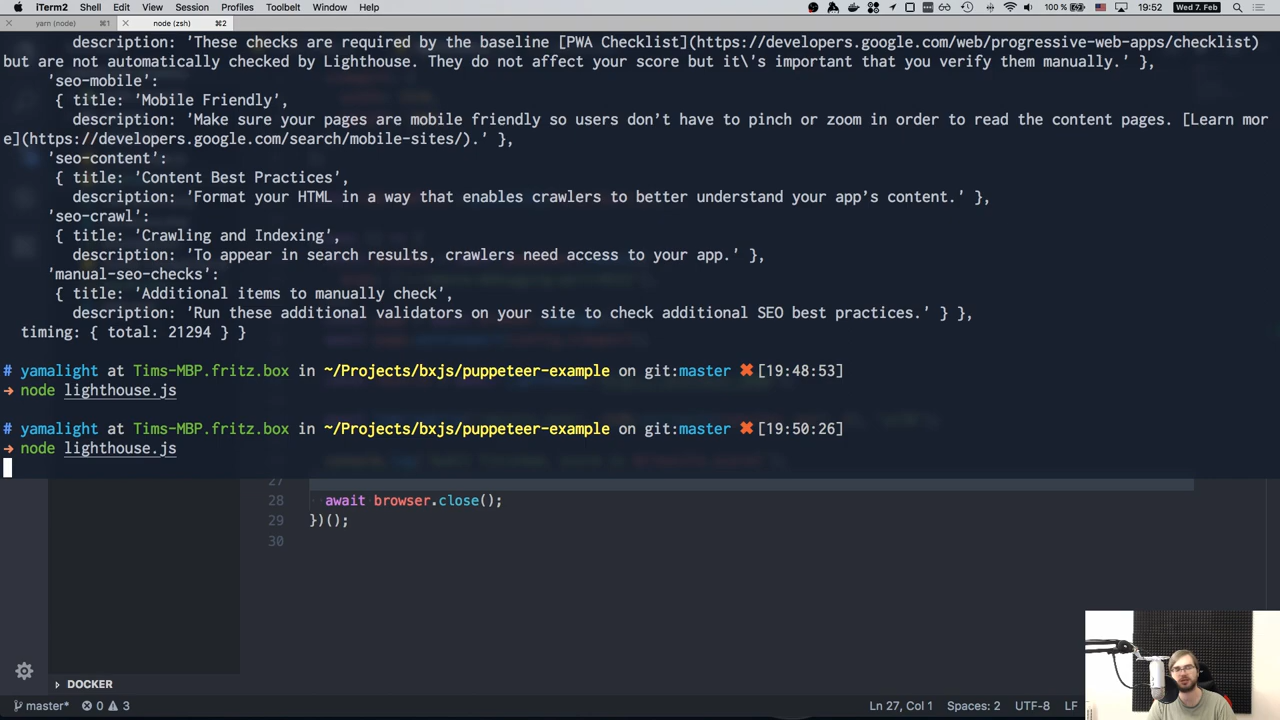 iTerm2 Shell Edit View Session Profiles Toolbelt Window Help 100 % 19:52 Wed 7. Feb
yarn (node) ⌘1 node (zsh) ⌘2
description: 'These checks are required by the baseline [PWA Checklist](https://developers.google.com/web/progressive-web-apps/checklist)
but are not automatically checked by Lighthouse. They do not affect your score but it\'s important that you verify them manually.' },
'seo-mobile':
{ title: 'Mobile Friendly',
description: 'Make sure your pages are mobile friendly so users don’t have to pinch or zoom in order to read the content pages. [Learn mor
e](https://developers.google.com/search/mobile-sites/).' },
'seo-content':
{ title: 'Content Best Practices',
description: 'Format your HTML in a way that enables crawlers to better understand your app’s content.' },
'seo-crawl':
{ title: 'Crawling and Indexing',
description: 'To appear in search results, crawlers need access to your app.' },
'manual-seo-checks':
{ title: 'Additional items to manually check',
description: 'Run these additional validators on your site to check additional SEO best practices.' } },
timing: { total: 21294 } }
# yamalight at Tims-MBP.fritz.box in ~/Projects/bxjs/puppeteer-example on git:master ✖ [19:48:53]
→ node lighthouse.js
# yamalight at Tims-MBP.fritz.box in ~/Projects/bxjs/puppeteer-example on git:master ✖ [19:50:26]
→ node lighthouse.js
27
28 await browser.close();
29 })();
30
DOCKER
master* 0 3 Ln 27, Col 1 Spaces: 2 UTF-8 LF